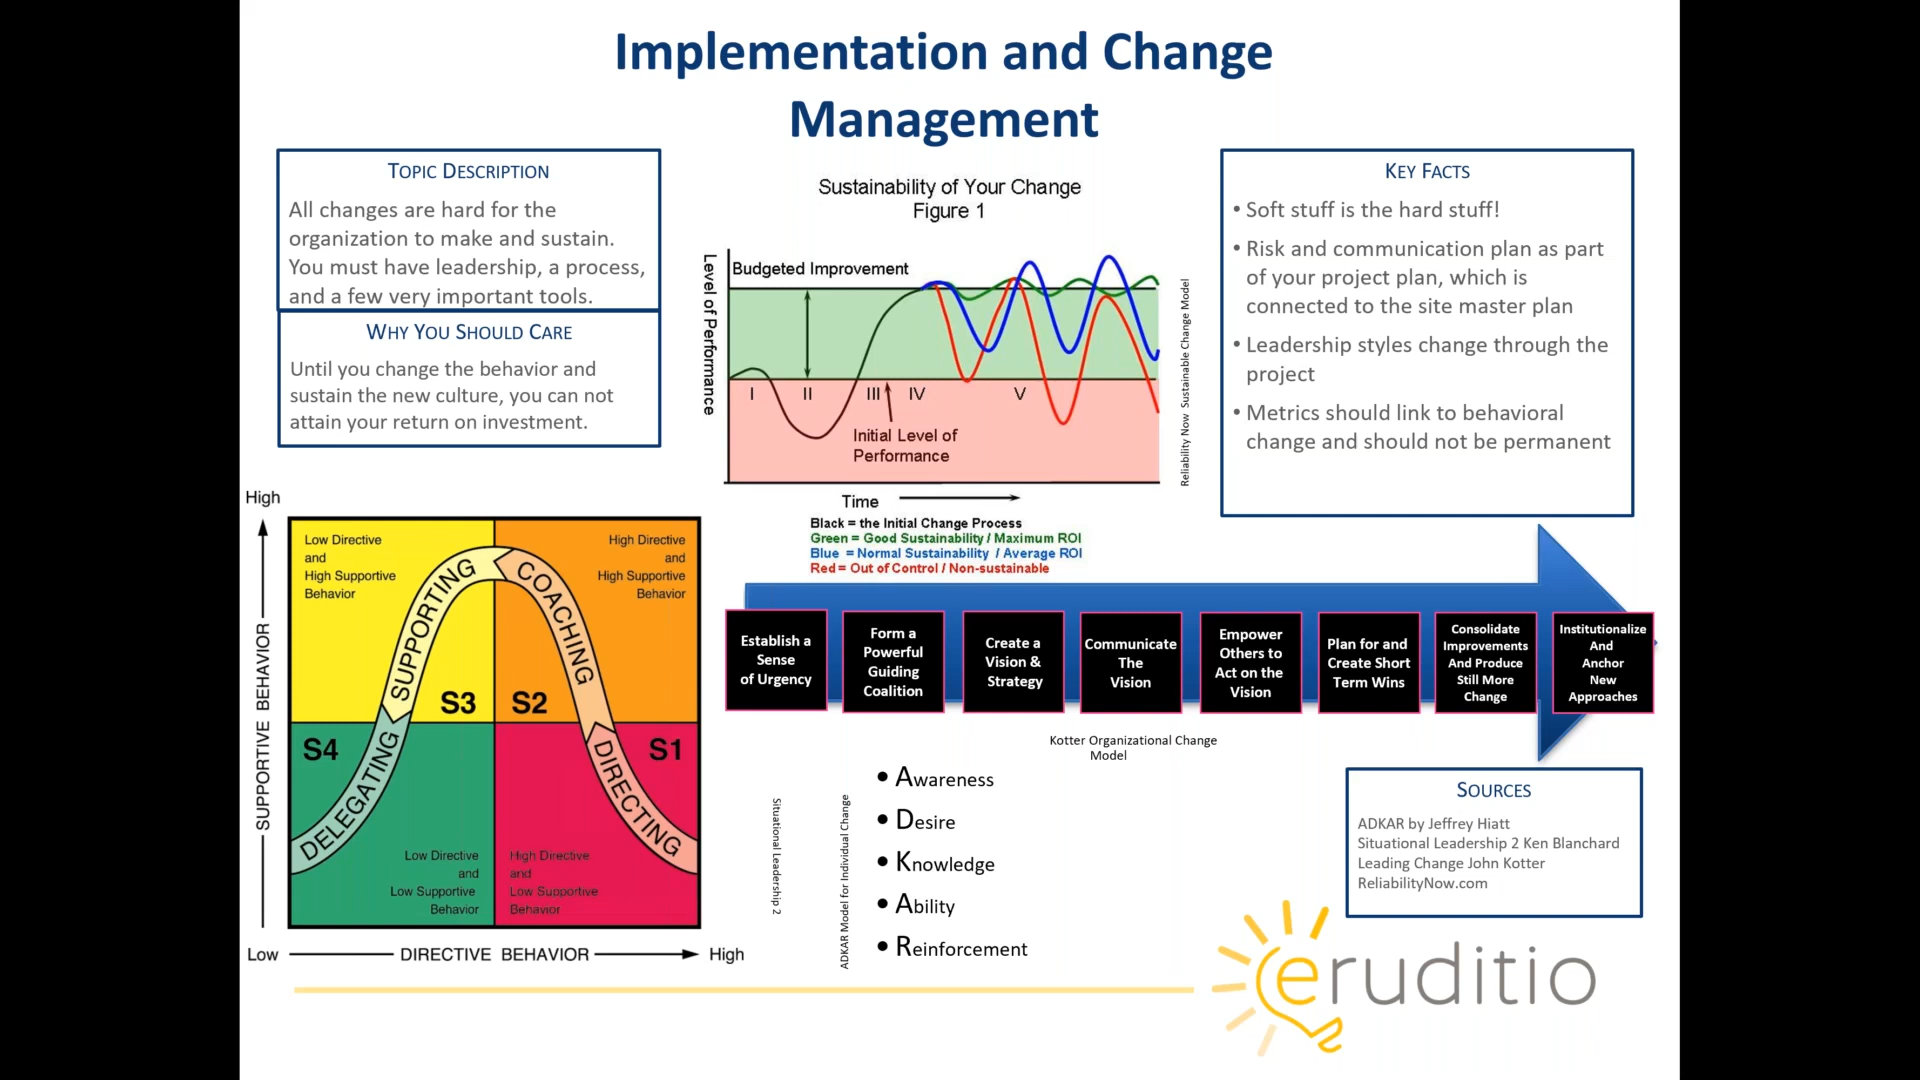 Implementation and Change
Management
TOPIC DESCRIPTION
All changes are hard for the
organization to make and sustain.
You must have leadership, a process,
and a few very important tools.
WHY YOU SHOULD CARE
Until you change the behavior and
sustain the new culture, you can not
attain your return on investment.
Sustainability of Your Change
Figure 1
Level of Performance
Budgeted Improvement
I II III IV V
Initial Level of
Performance
Time
Reliability Now Sustainable Change Model
Black = the Initial Change Process
Green = Good Sustainability / Maximum ROI
Blue = Normal Sustainability / Average ROI
Red = Out of Control / Non-sustainable
KEY FACTS
• Soft stuff is the hard stuff!
• Risk and communication plan as part
of your project plan, which is
connected to the site master plan
• Leadership styles change through the
project
• Metrics should link to behavioral
change and should not be permanent
High
SUPPORTIVE BEHAVIOR
Low Directive
and
High Supportive
Behavior
High Directive
and
High Supportive
Behavior
SUPPORTING
COACHING
S3
S2
S4
S1
DELEGATING
DIRECTING
Low Directive
and
Low Supportive
Behavior
High Directive
and
Low Supportive
Behavior
Low
DIRECTIVE BEHAVIOR
High
Situational Leadership 2
Establish a
Sense
of Urgency
Form a
Powerful
Guiding
Coalition
Create a
Vision &
Strategy
Communicate
The
Vision
Empower
Others to
Act on the
Vision
Plan for and
Create Short
Term Wins
Consolidate
Improvements
And Produce
Still More
Change
Institutionalize
And
Anchor
New
Approaches
Kotter Organizational Change
Model
ADKAR Model for Individual Change
• Awareness
• Desire
• Knowledge
• Ability
• Reinforcement
SOURCES
ADKAR by Jeffrey Hiatt
Situational Leadership 2 Ken Blanchard
Leading Change John Kotter
ReliabilityNow.com
eruditio